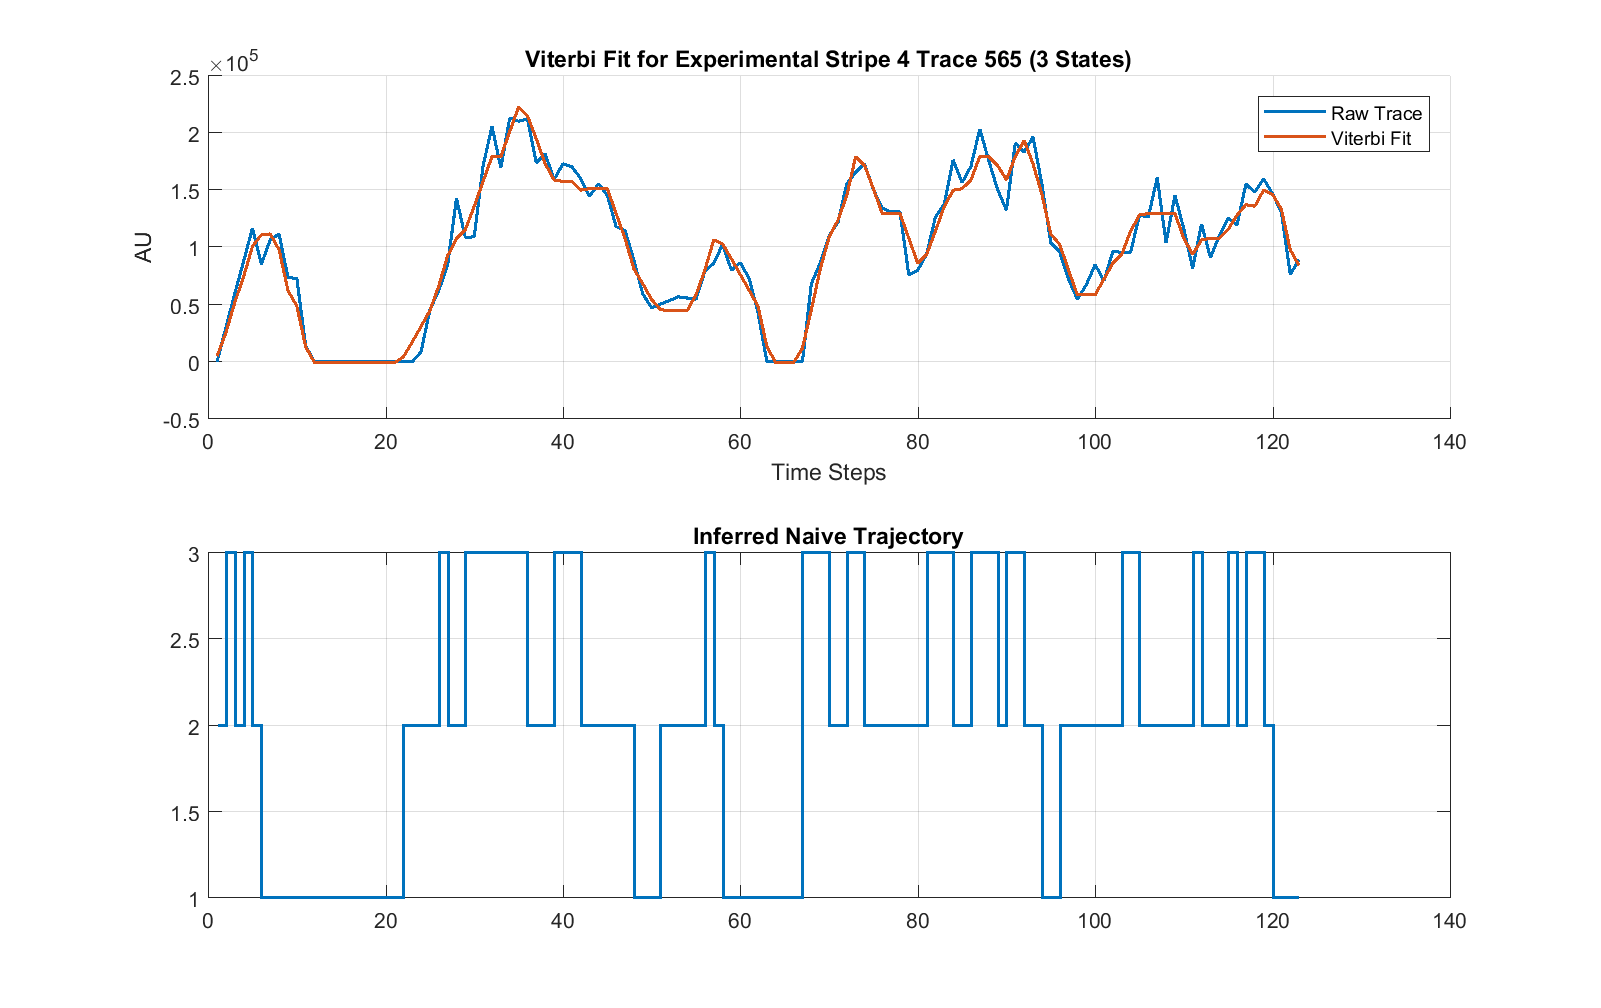 Viterbi Fit for Experimental Stripe 4 Trace 565 (3 States)
×10⁵
2.5
2
1.5
1
0.5
0
-0.5
AU
Raw Trace
Viterbi Fit
0 20 40 60 80 100 120 140
Time Steps
Inferred Naive Trajectory
3
2.5
2
1.5
1
0 20 40 60 80 100 120 140